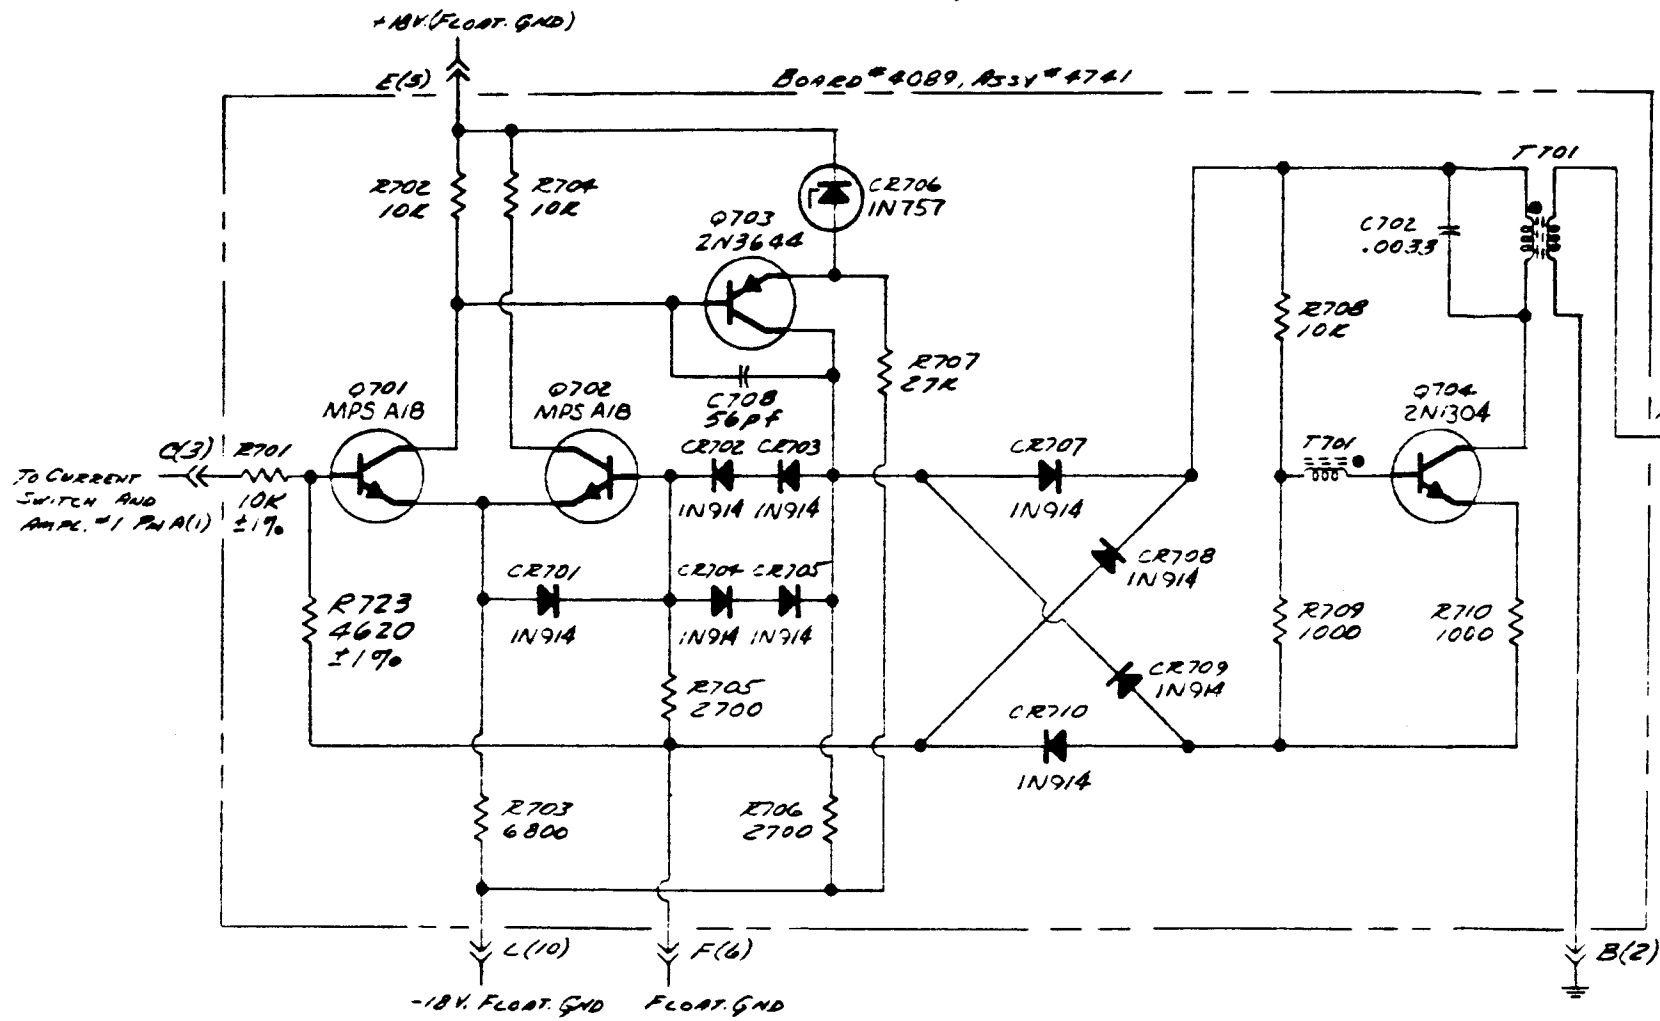 +18V.(FLOAT. GND)
E(5)
BOARD #4089, ASSY #4741
T701
R702
10K
R704
10K
CR706
1N757
Q703
2N3644
C702
.0033
R708
10K
R707
27K
C708
56pf
Q701
MPS A18
Q702
MPS A18
Q704
2N1304
C(3)
R701
10K
±1%
TO CURRENT
SWITCH AND
AMPL. #1 PIN A(1)
CR702 CR703
1N914 1N914
CR707
1N914
T701
CR708
1N914
CR701
1N914
CR704 CR705
1N914 1N914
R723
4620
±1%
R709
1000
R710
1000
R705
2700
CR709
1N914
CR710
1N914
R703
6800
R706
2700
L(10)
F(6)
B(2)
-18V. FLOAT. GND
FLOAT. GND